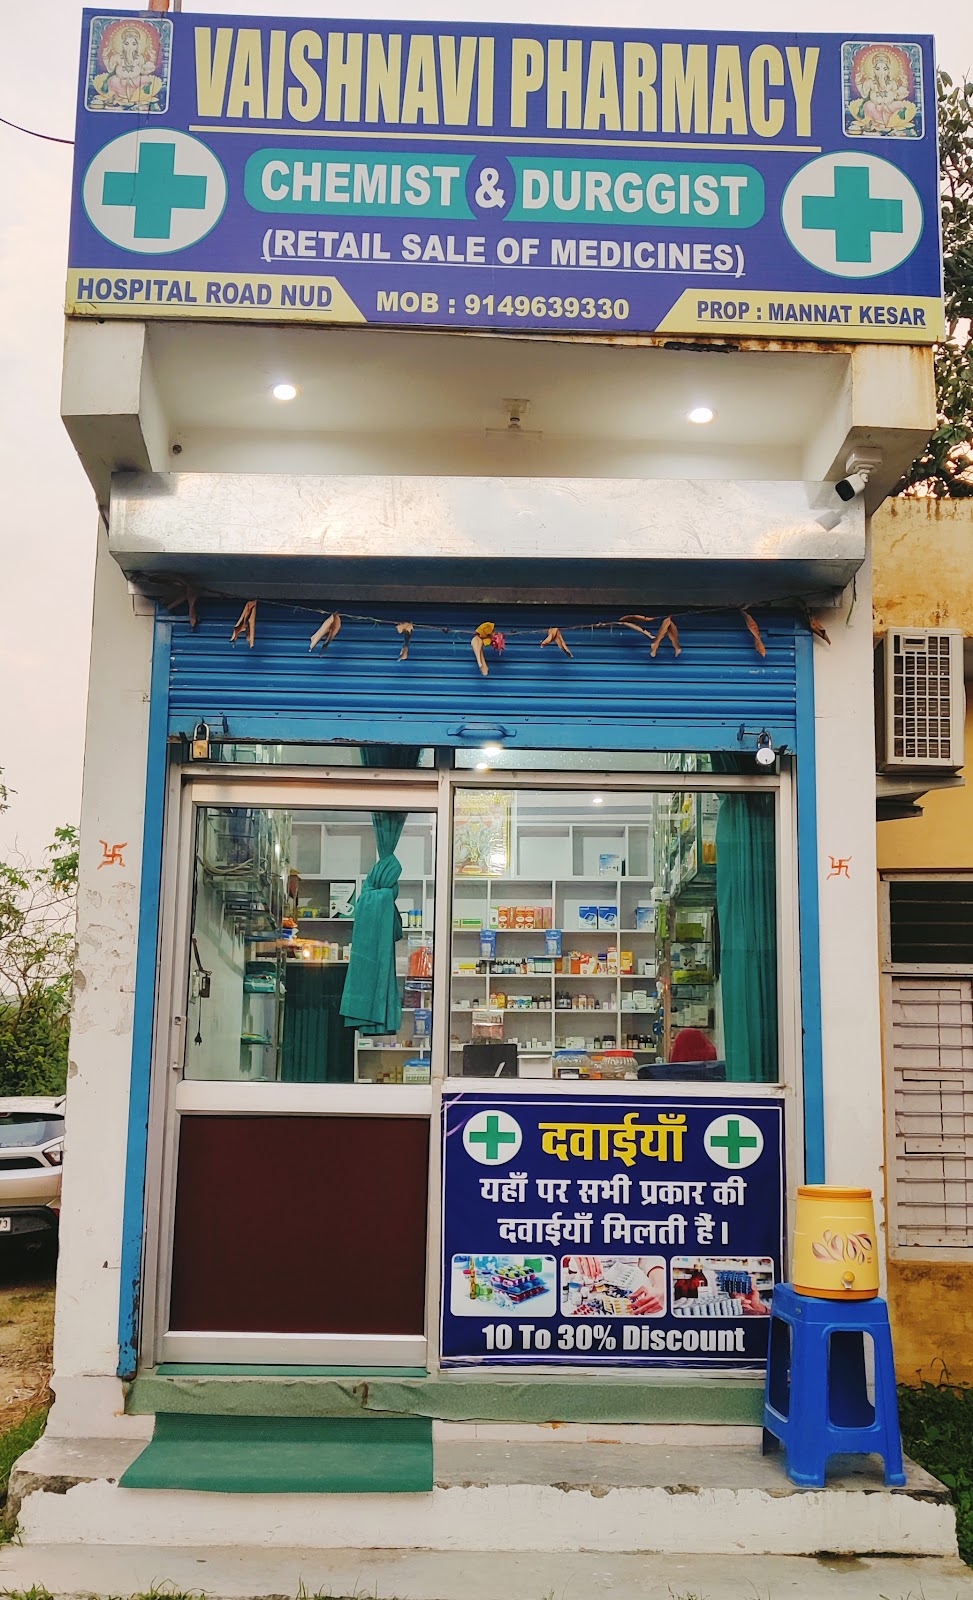 VAISHNAVI PHARMACY
CHEMIST & DURGGIST
(RETAIL SALE OF MEDICINES)
HOSPITAL ROAD NUD
MOB : 9149639330
PROP : MANNAT KESAR
दवाईयाँ
यहाँ पर सभी प्रकार की
दवाईयाँ मिलती हैं।
10 To 30% Discount